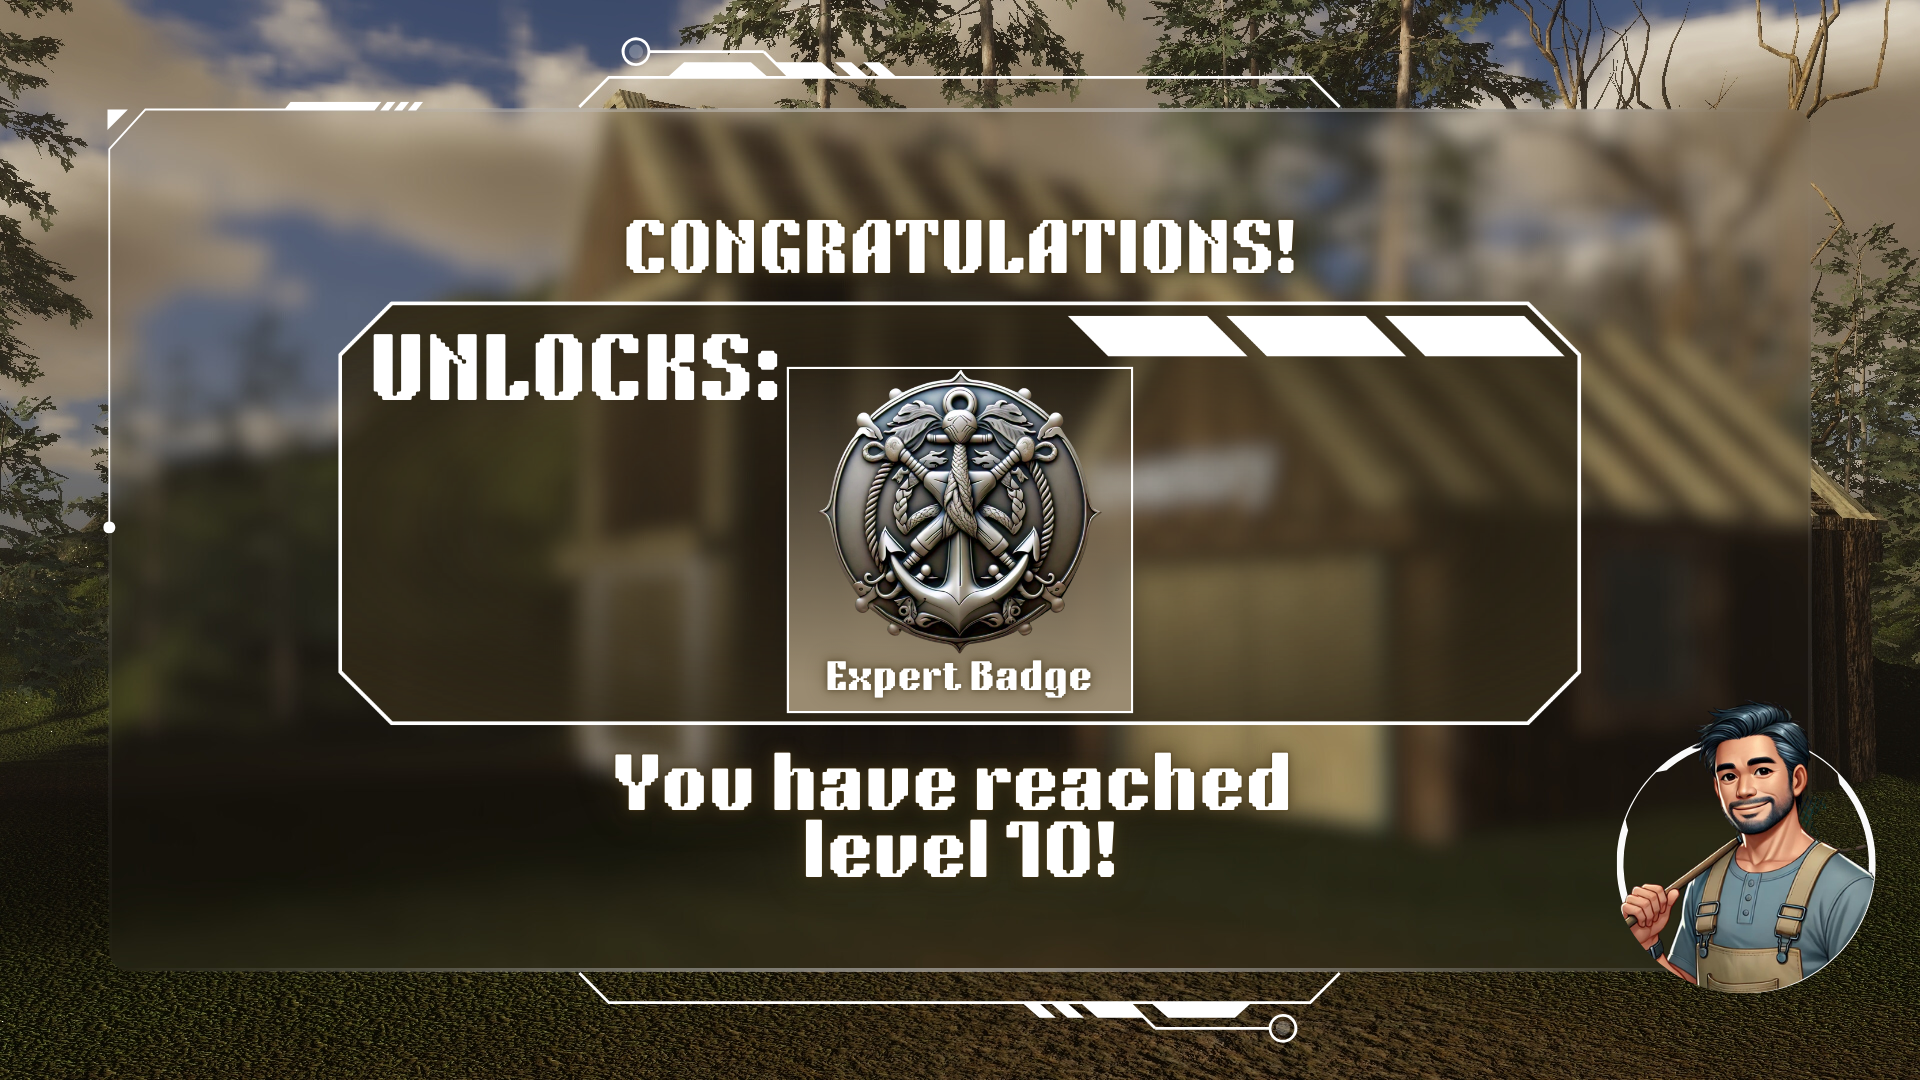 CONGRATULATIONS!
UNLOCKS:
Expert Badge
You have reached
level 10!